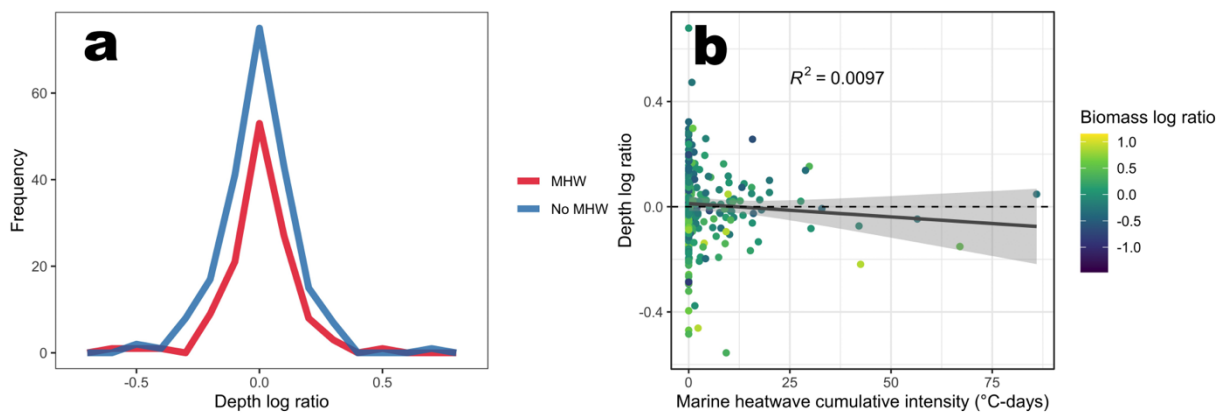 a
Frequency
60
40
20
0
-0.5
0.0
0.5
Depth log ratio
MHW
No MHW
b
R² = 0.0097
Depth log ratio
0.4
0.0
-0.4
0
25
50
75
Marine heatwave cumulative intensity (°C-days)
Biomass log ratio
1.0
0.5
0.0
-0.5
-1.0